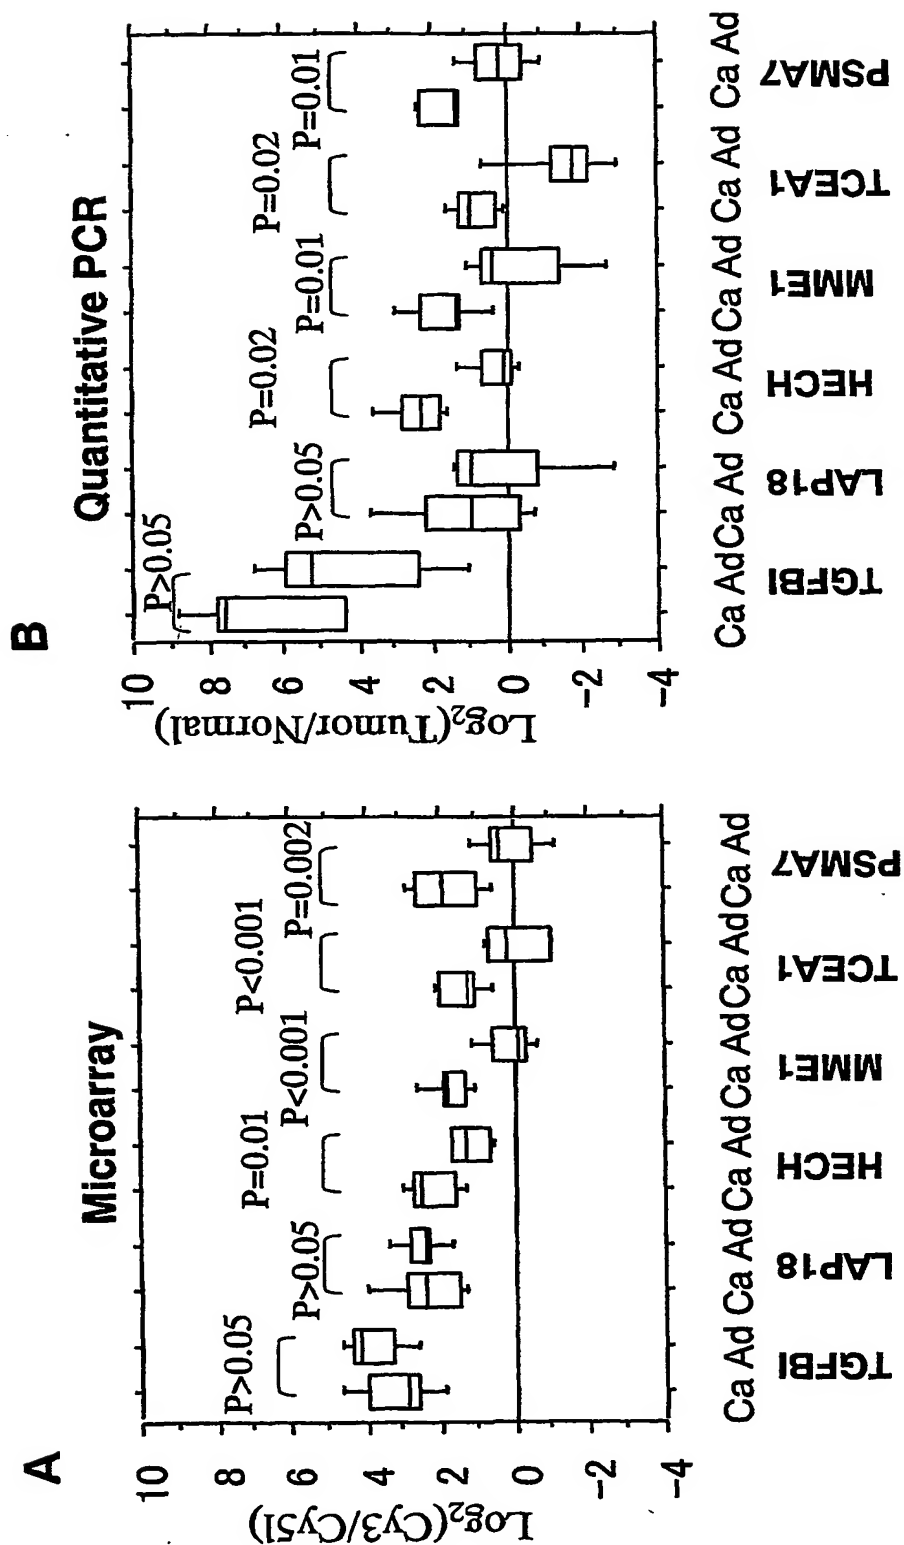 A
Microarray
Log2(Cy3/Cy5l)
10
8
6
4
2
0
−2
−4
P>0.05
P>0.05
P=0.01
P<0.001
P<0.001
P=0.002
Ca Ad Ca Ad Ca Ad Ca Ad Ca Ad Ca Ad
TGFBI LAP18 HECH MME1 TCEA1 PSMA7
B
Quantitative PCR
Log2(Tumor/Normal)
10
8
6
4
2
0
−2
−4
P>0.05
P>0.05
P=0.02
P=0.01
P=0.02
P=0.01
Ca Ad Ca Ad Ca Ad Ca Ad Ca Ad Ca Ad
TGFBI LAP18 HECH MME1 TCEA1 PSMA7